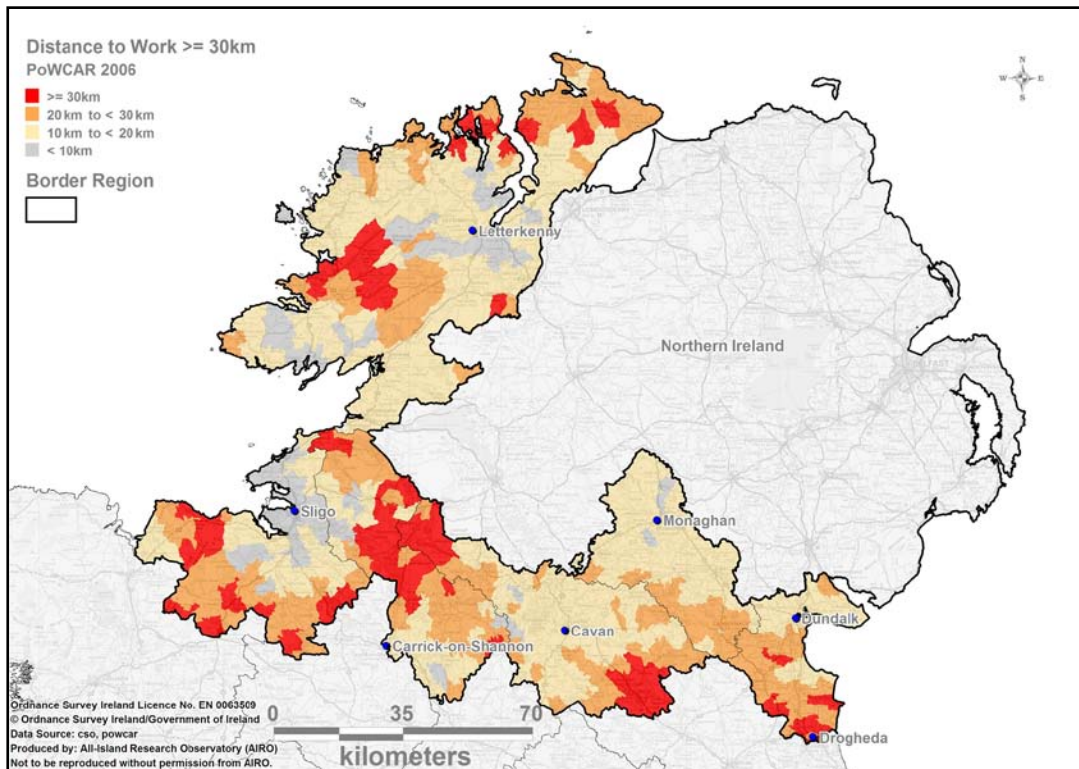 Distance to Work >= 30km
PoWCAR 2006
>= 30km
20 km to < 30 km
10 km to < 20 km
< 10km
Border Region
N
W E
S
Letterkenny
Northern Ireland
Sligo
Monaghan
Dundalk
Cavan
Carrick-on-Shannon
Drogheda
Ordnance Survey Ireland Licence No. EN 0063509
© Ordnance Survey Ireland/Government of Ireland
Data Source: cso, powcar
Produced by: All-Island Research Observatory (AIRO)
Not to be reproduced without permission from AIRO.
0 35 70
kilometers